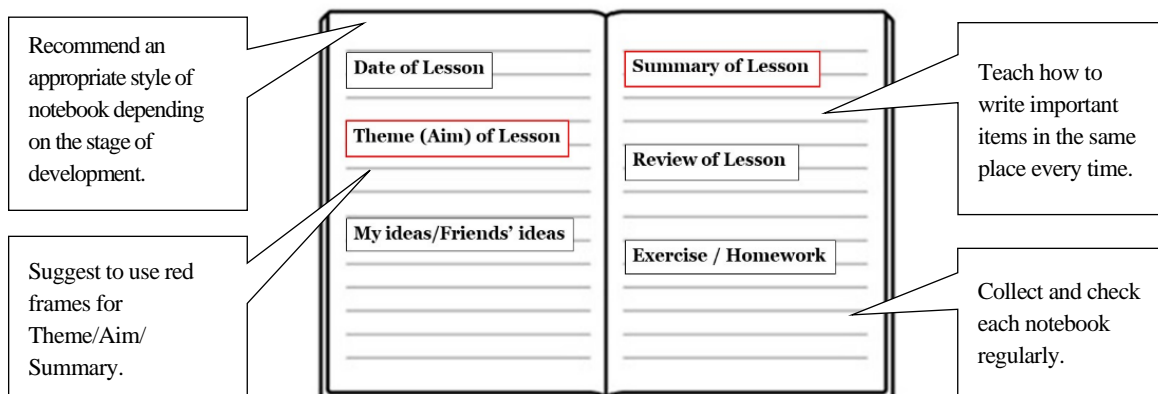 Recommend an
appropriate style of
notebook depending
on the stage of
development.
Suggest to use red
frames for
Theme/Aim/
Summary.
Date of Lesson
Theme (Aim) of Lesson
My ideas/Friends’ ideas
Summary of Lesson
Review of Lesson
Exercise / Homework
Teach how to
write important
items in the same
place every time.
Collect and check
each notebook
regularly.